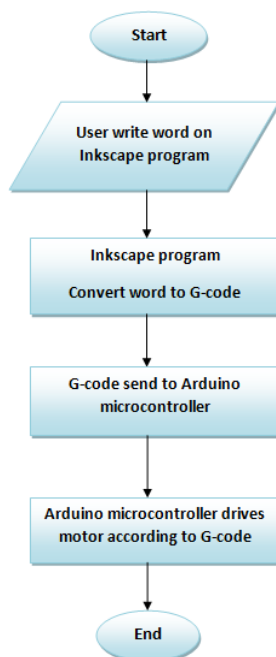 Start
User write word on
Inkscape program
Inkscape program
Convert word to G-code
G-code send to Arduino
microcontroller
Arduino microcontroller drives
motor according to G-code
End